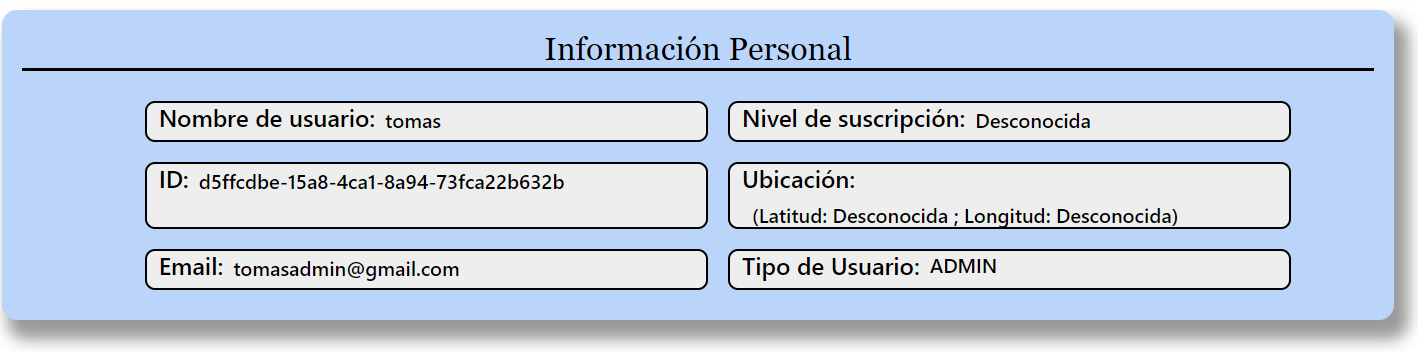 Información Personal
Nombre de usuario: tomas
Nivel de suscripción: Desconocida
ID: d5ffcdbe-15a8-4ca1-8a94-73fca22b632b
Ubicación:
(Latitud: Desconocida ; Longitud: Desconocida)
Email: tomasadmin@gmail.com
Tipo de Usuario: ADMIN